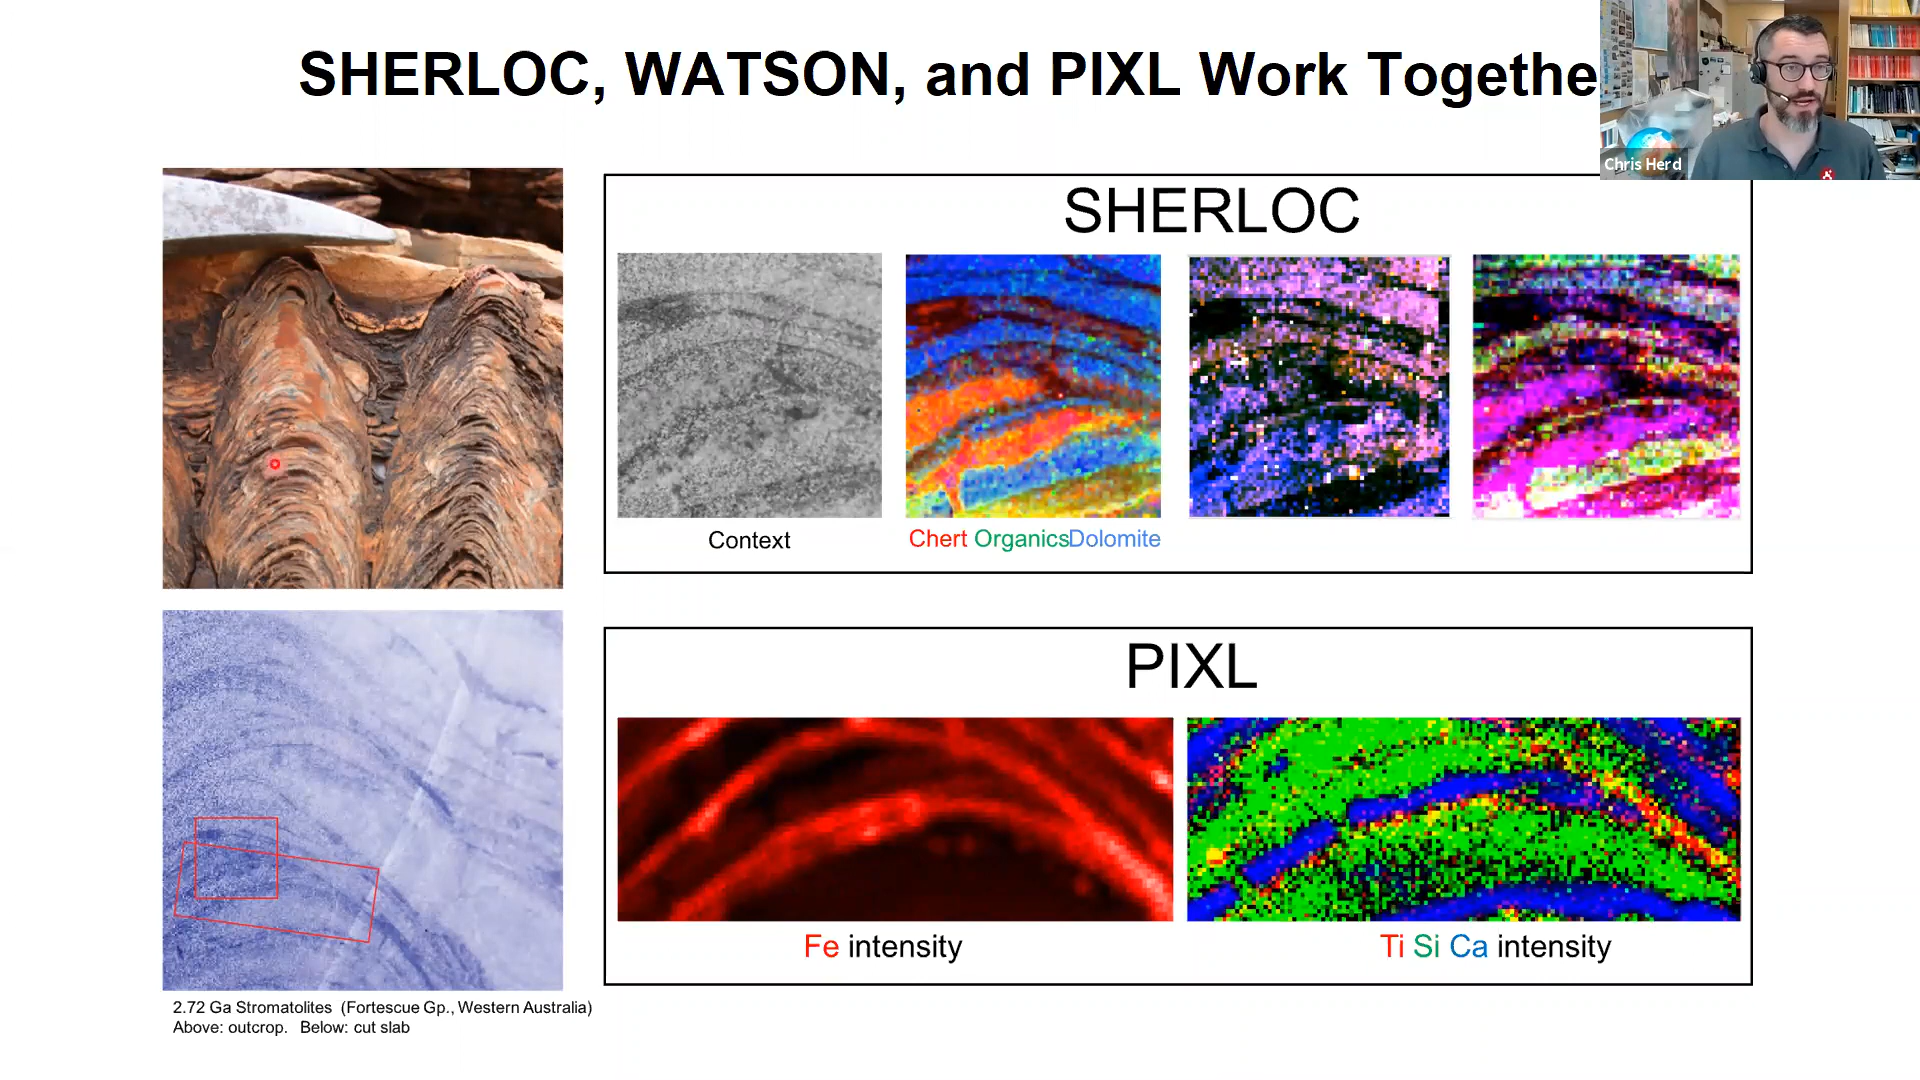 SHERLOC, WATSON, and PIXL Work Togethe
Chris Herd
SHERLOC
Context
Chert Organics Dolomite
PIXL
Fe intensity
Ti Si Ca intensity
2.72 Ga Stromatolites (Fortescue Gp., Western Australia)
Above: outcrop. Below: cut slab